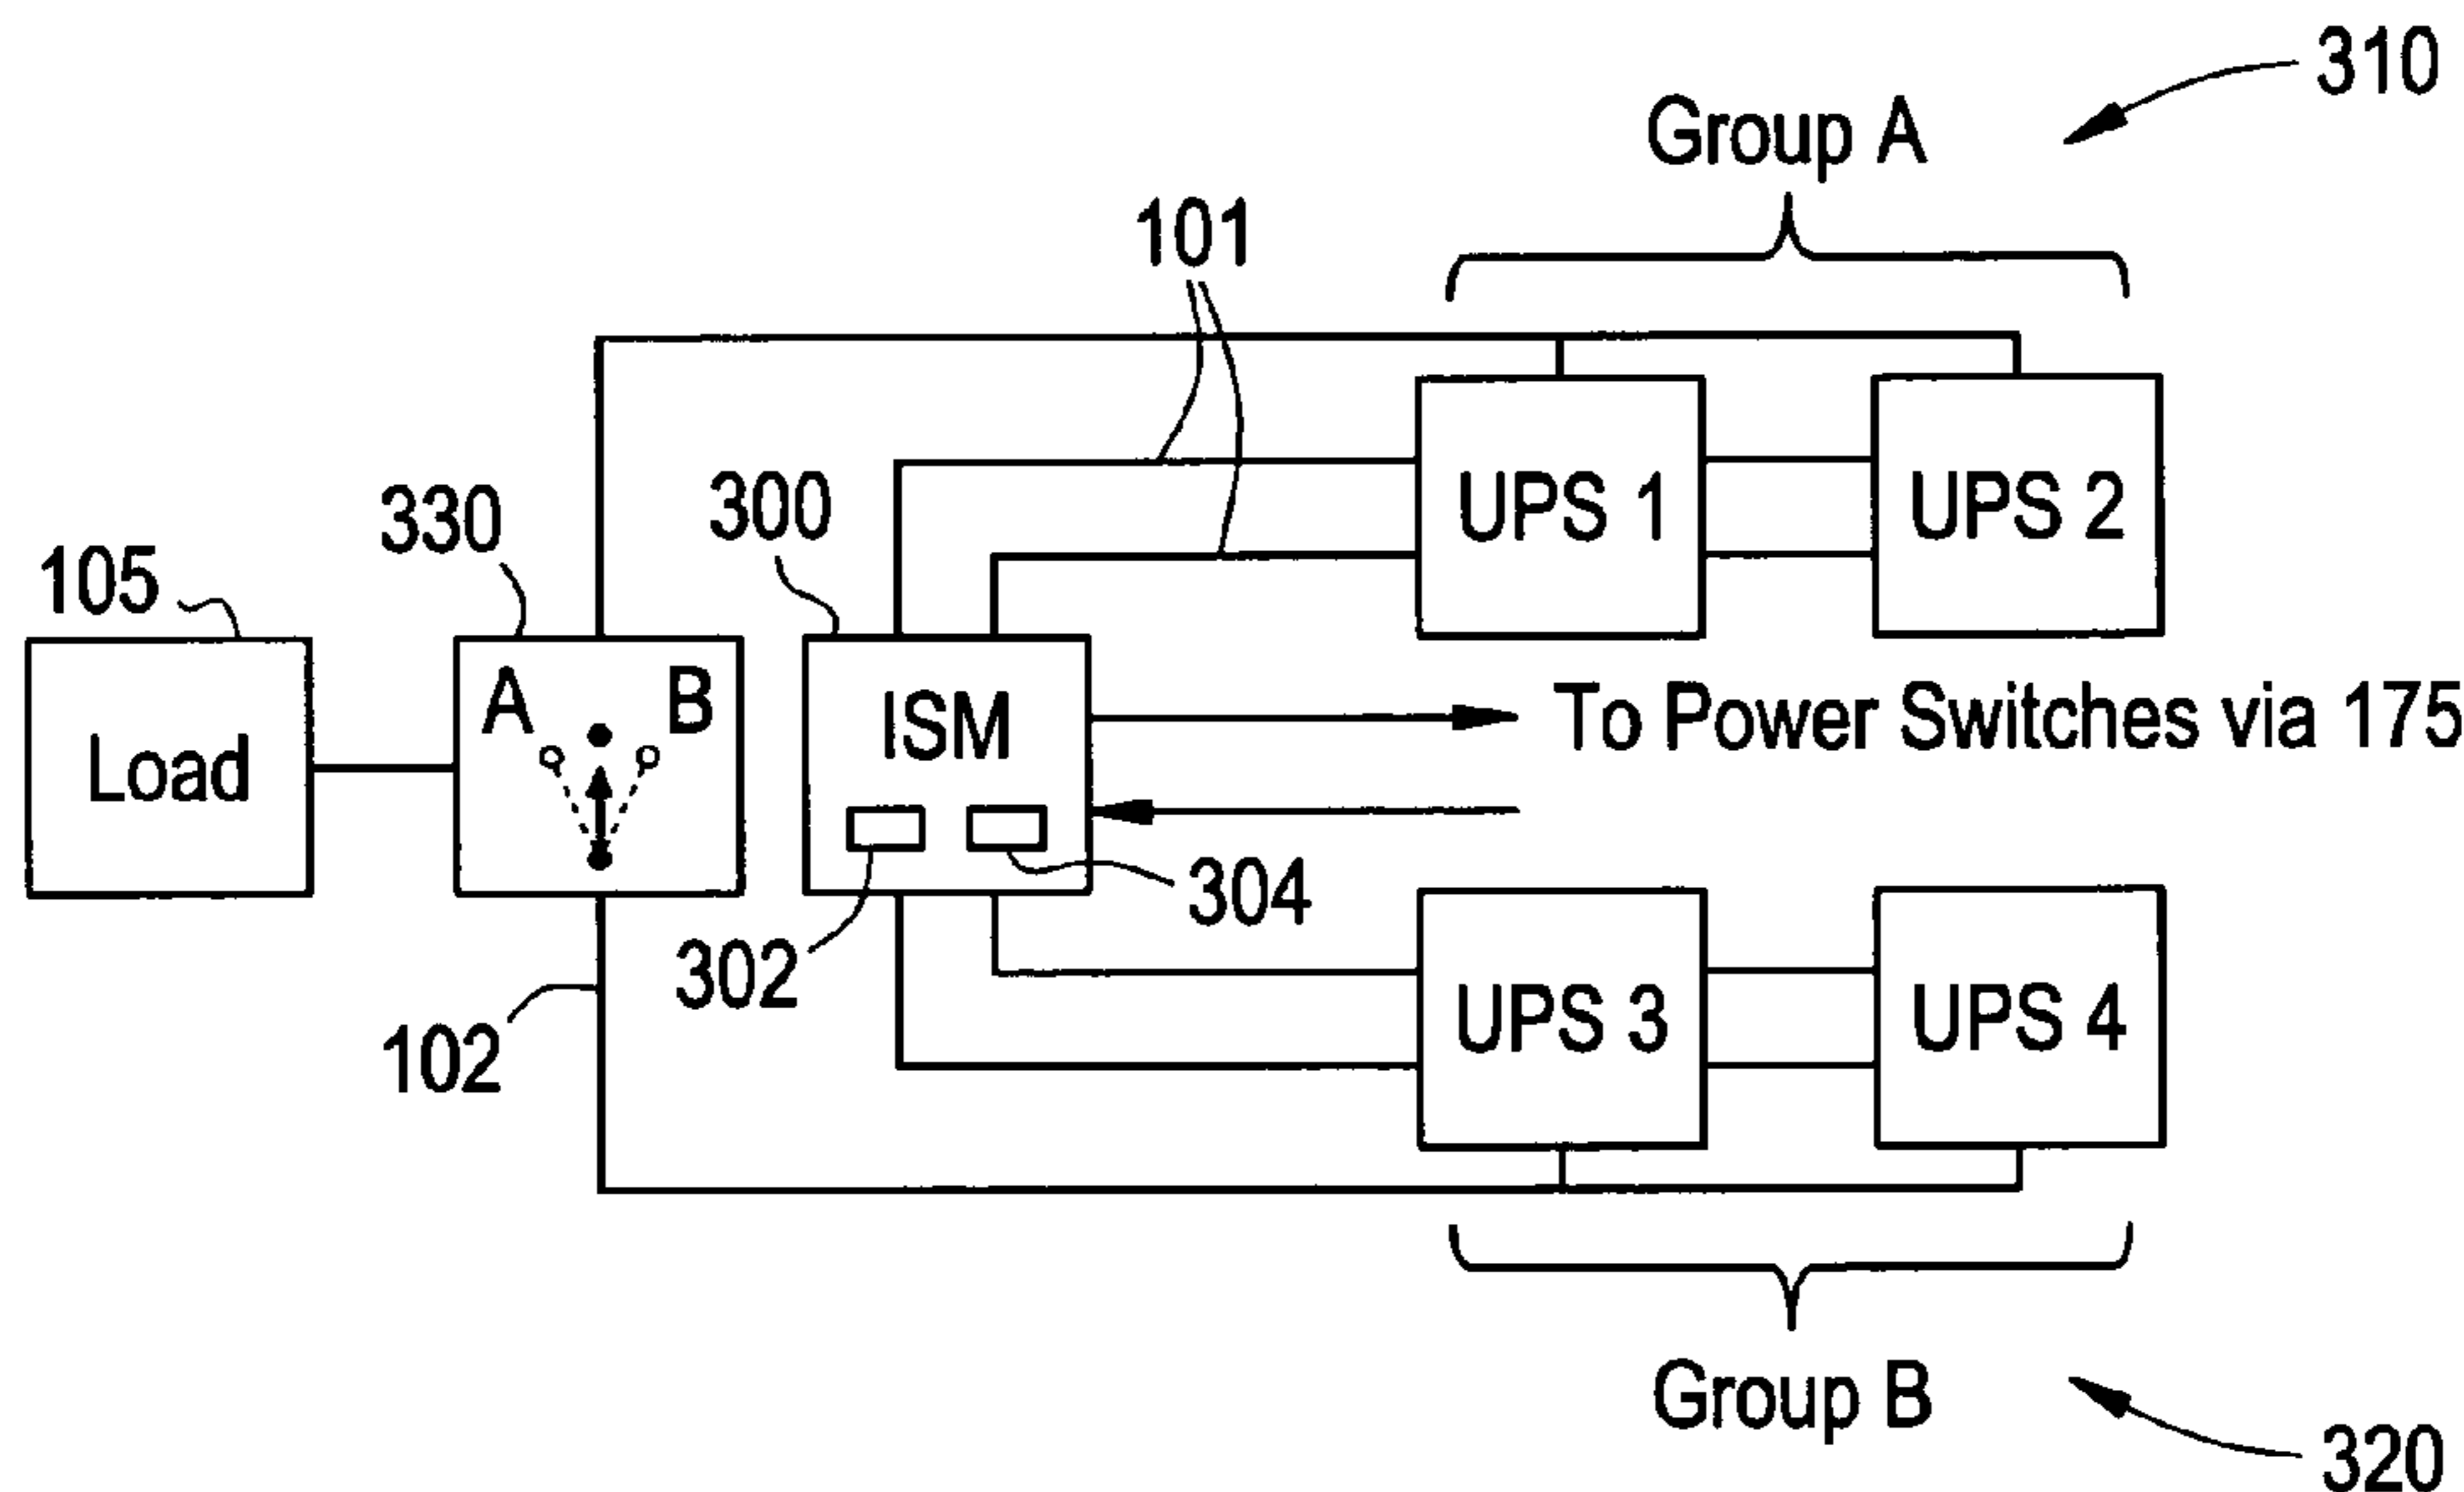 310
Group A
101
330
300
105
UPS 1
UPS 2
A
B
ISM
Load
To Power Switches via 175
304
302
102
UPS 3
UPS 4
Group B
320